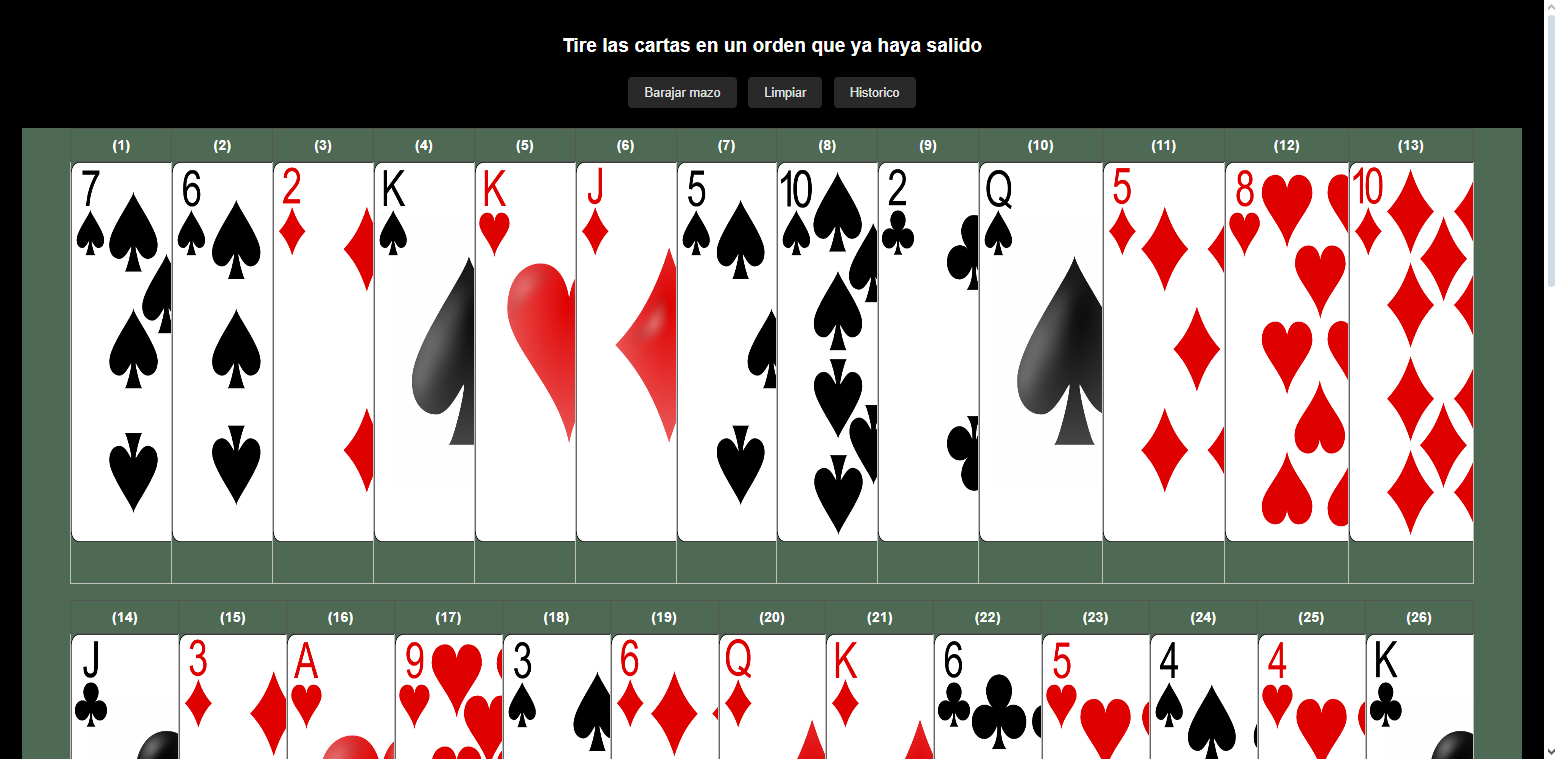 Tire las cartas en un orden que ya haya salido
Barajar mazo Limpiar Historico
(1) (2) (3) (4) (5) (6) (7) (8) (9) (10) (11) (12) (13)
7 6 2 K K J 5 10 2 Q 5 8 10
(14) (15) (16) (17) (18) (19) (20) (21) (22) (23) (24) (25) (26)
J 3 A 9 3 6 Q K 6 5 4 4 K